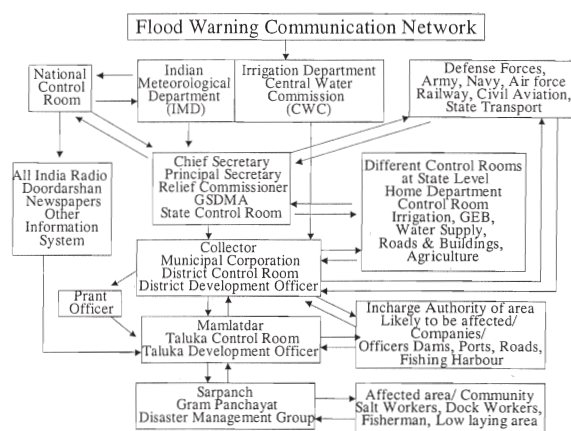 Flood Warning Communication Network
National
Control
Room
Indian
Meteorological
Department
(IMD)
Irrigation Department
Central Water
Commission
(CWC)
Defense Forces,
Army, Navy, Air force
Railway, Civil Aviation,
State Transport
All India Radio
Doordarshan
Newspapers
Other
Information
System
Chief Secretary
Principal Secretary
Relief Commissioner
GSDMA
State Control Room
Different Control Rooms
at State Level
Home Department
Control Room
Irrigation, GEB,
Water Supply,
Roads & Buildings,
Agriculture
Collector
Municipal Corporation
District Control Room
District Development Officer
Prant
Officer
Mamlatdar
Taluka Control Room
Taluka Development Officer
Incharge Authority of area
Likely to be affected/
Companies/
Officers Dams, Ports, Roads,
Fishing Harbour
Sarpanch
Gram Panchayat
Disaster Management Group
Affected area/ Community
Salt Workers, Dock Workers,
Fisherman, Low laying area